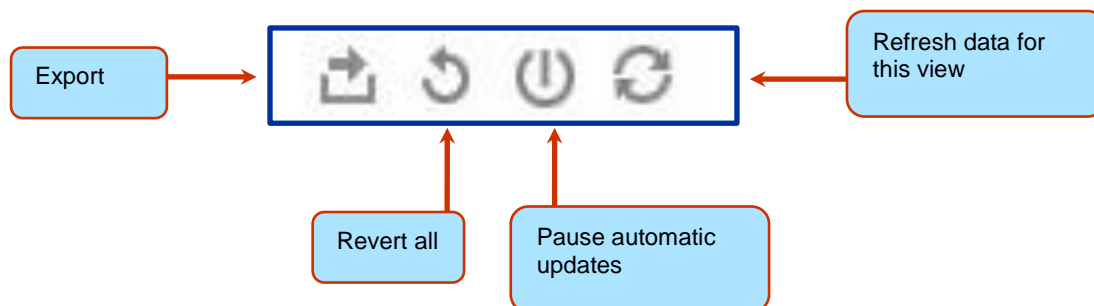 Export
Refresh data for
this view
Revert all
Pause automatic
updates